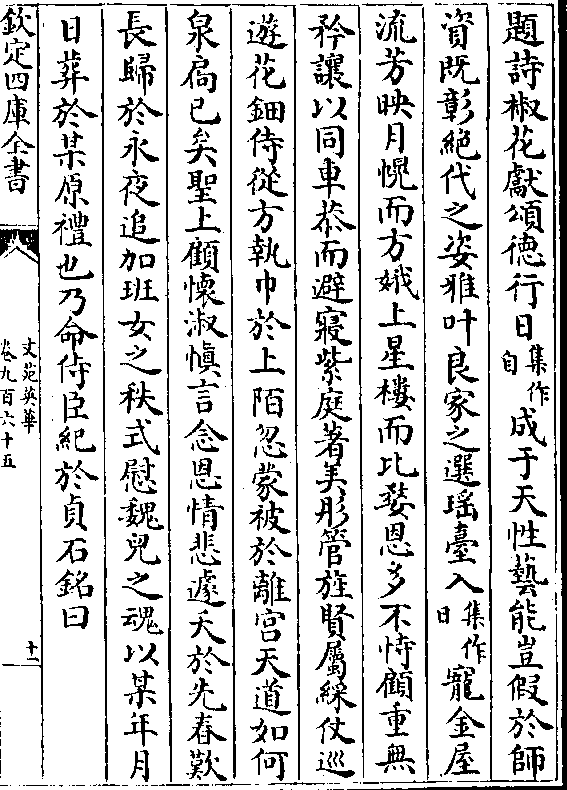 題詩椒花獻頌德行日集作自成于天性藝能豈假於師
資既彰絶代之姿雅叶良家之選瑶臺入集作日寵金屋
流芳映月幌而方娥上星樓而比婺恩多不恃顧重無
矜讓以同車恭而避寢紫庭著美彤管旌賢屬綵仗巡
遊花鈿侍從方執巾於上陌忽蒙被於離宮天道如何
泉扃已矣聖上顧懐淑慎言念恩情悲遽夭於先春歎
長歸於永夜追加班女之秩式慰魏兒之魂以某年月
日葬於某原禮也乃命侍臣紀於貞石銘曰
欽定四庫全書
文苑英華
卷九百六十五
十一